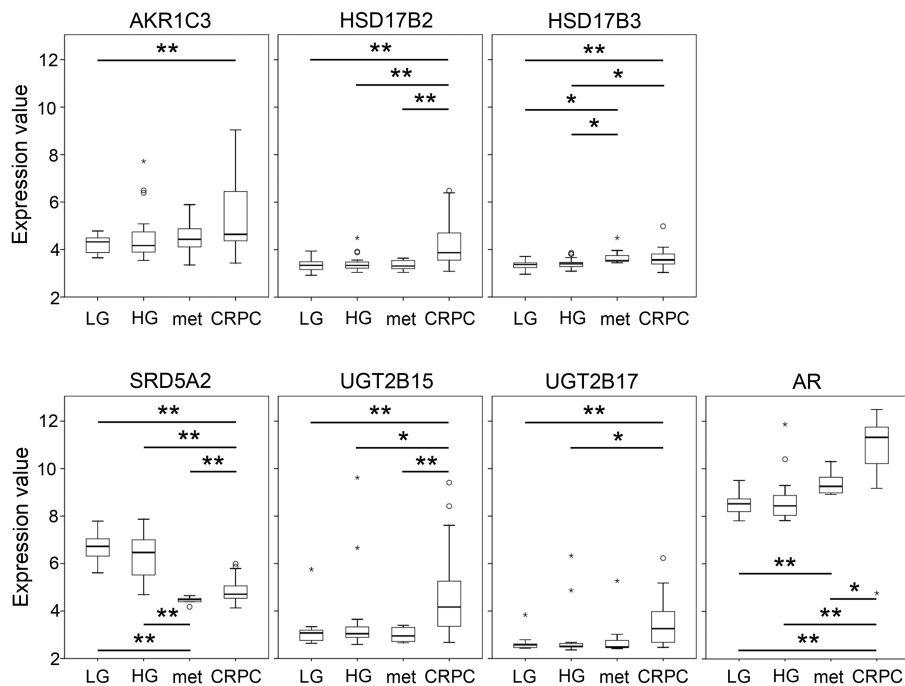 AKR1C3 HSD17B2 HSD17B3
Expression value
12
10
8
6
4
2
** ** ** ** ** * * *
LG HG met CRPC LG HG met CRPC LG HG met CRPC
SRD5A2 UGT2B15 UGT2B17 AR
Expression value
12
10
8
6
4
2
** ** ** ** ** ** * ** ** * ** * ** **
LG HG met CRPC LG HG met CRPC LG HG met CRPC LG HG met CRPC